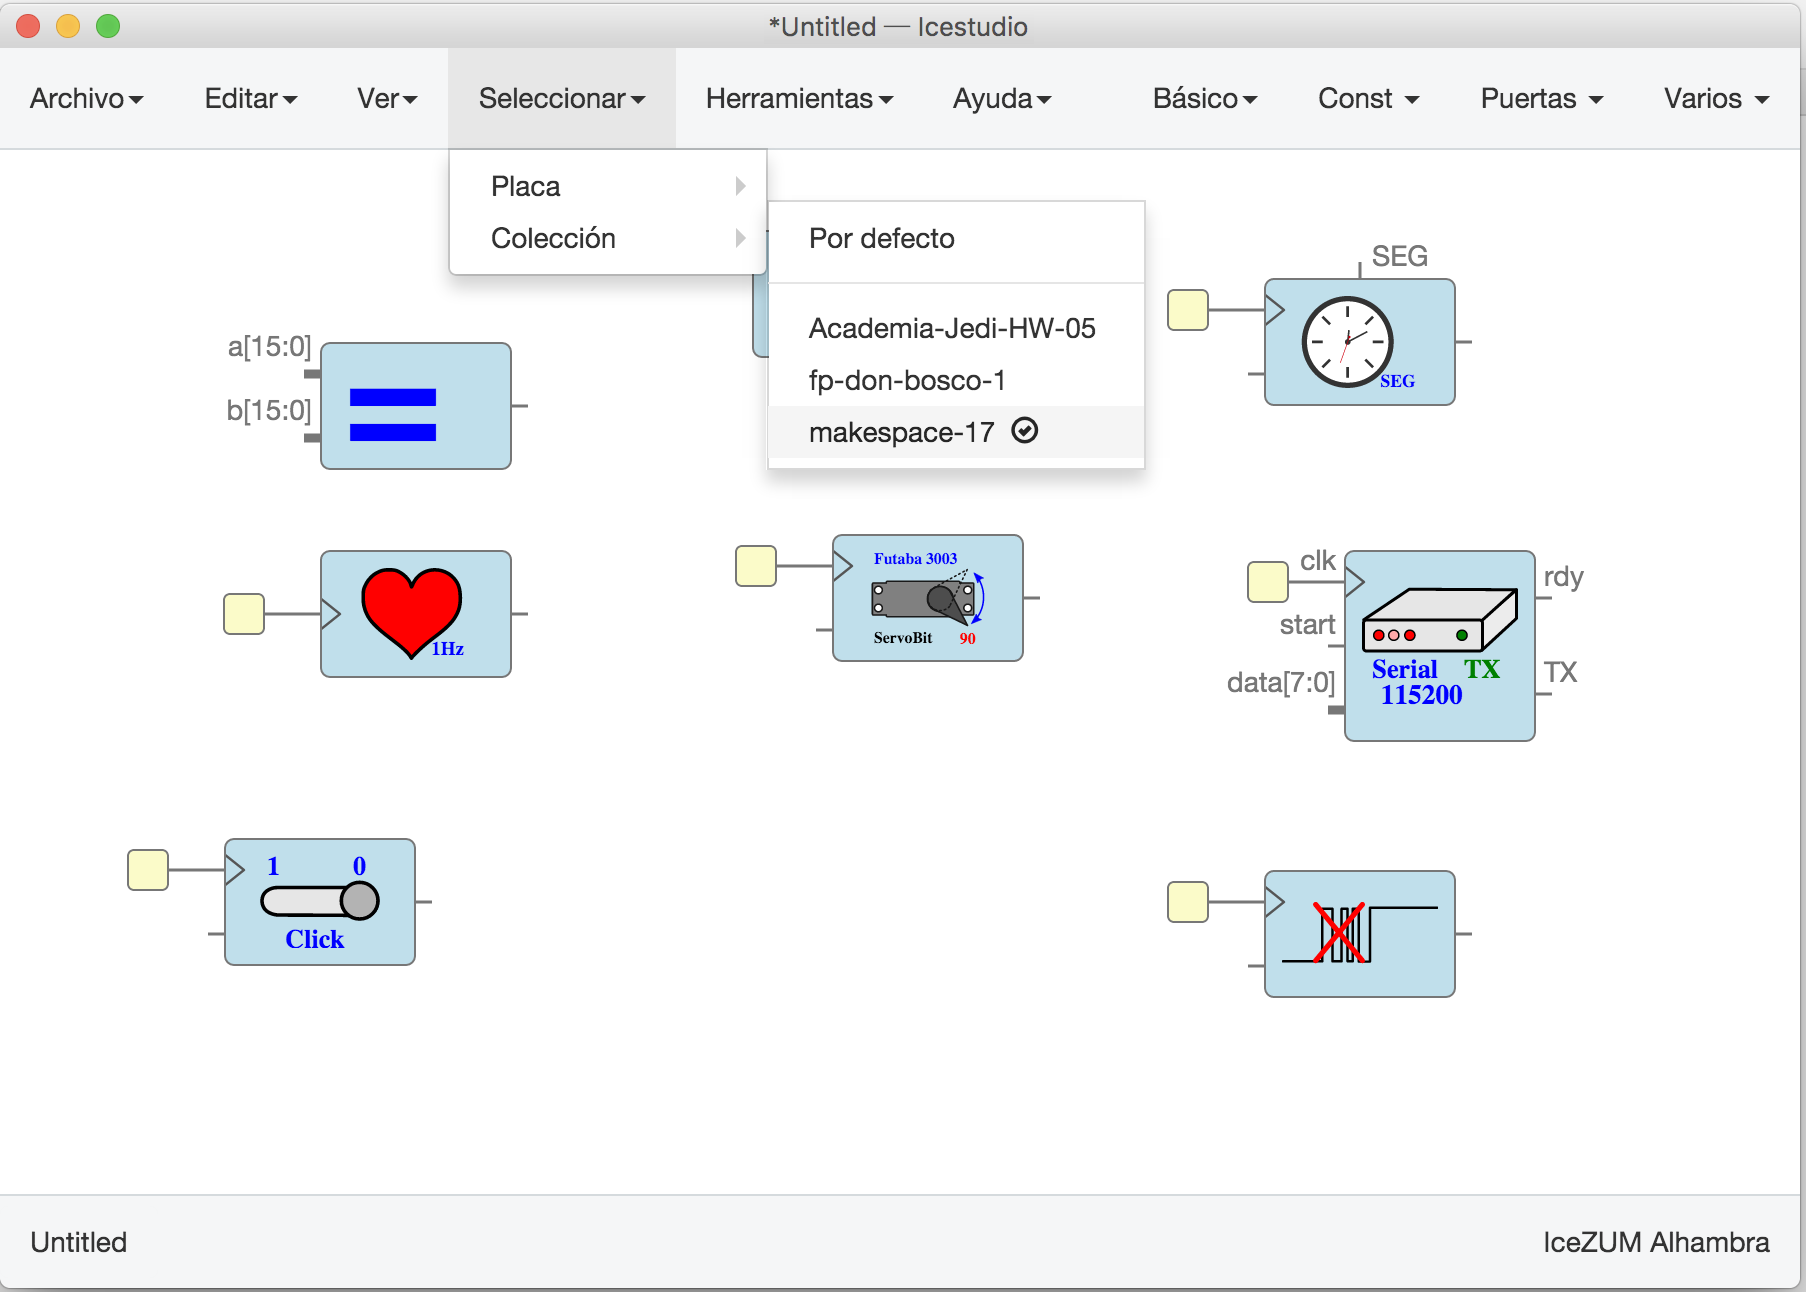 *Untitled — Icestudio
Archivo Editar Ver Seleccionar Herramientas Ayuda Básico Const Puertas Varios
Placa
Colección
Por defecto
Academia-Jedi-HW-05
fp-don-bosco-1
makespace-17
SEG
SEG
a[15:0]
b[15:0]
1Hz
Futaba 3003
ServoBit 90
clk
start
data[7:0]
Serial TX
115200
rdy
TX
1 0
Click
Untitled
IceZUM Alhambra